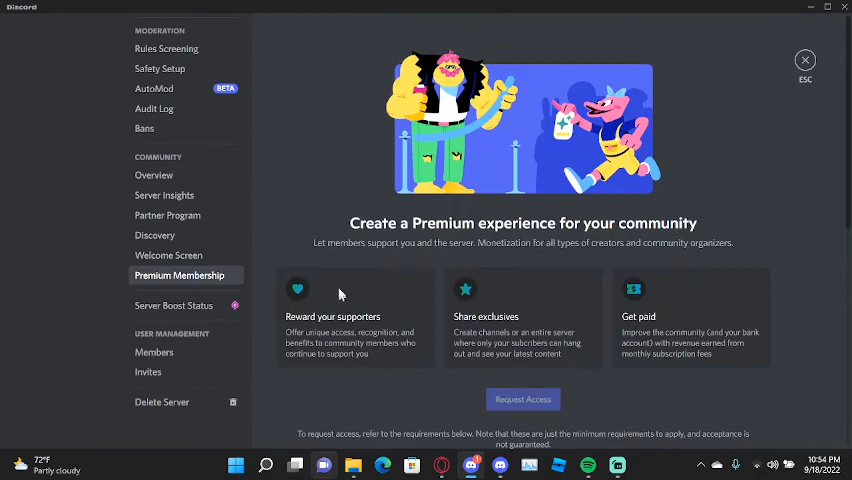 Discord
MODERATION
Rules Screening
Safety Setup
AutoMod BETA
Audit Log
Bans
COMMUNITY
Overview
Server Insights
Partner Program
Discovery
Welcome Screen
Premium Membership
Server Boost Status
USER MANAGEMENT
Members
Invites
Delete Server
ESC
Create a Premium experience for your community
Let members support you and the server. Monetization for all types of creators and community organizers.
Reward your supporters
Offer unique access, recognition, and
benefits to community members who
continue to support you
Share exclusives
Create channels or an entire server
where only your subcribers can hang
out and see your latest content
Get paid
Improve the community (and your bank
account) with revenue earned from
monthly subscription fees
Request Access
To request access, refer to the requirements below. Note that these are just the minimum requirements to apply, and acceptance is
not guaranteed.
72°F
Partly cloudy
1
10:54 PM
9/18/2022